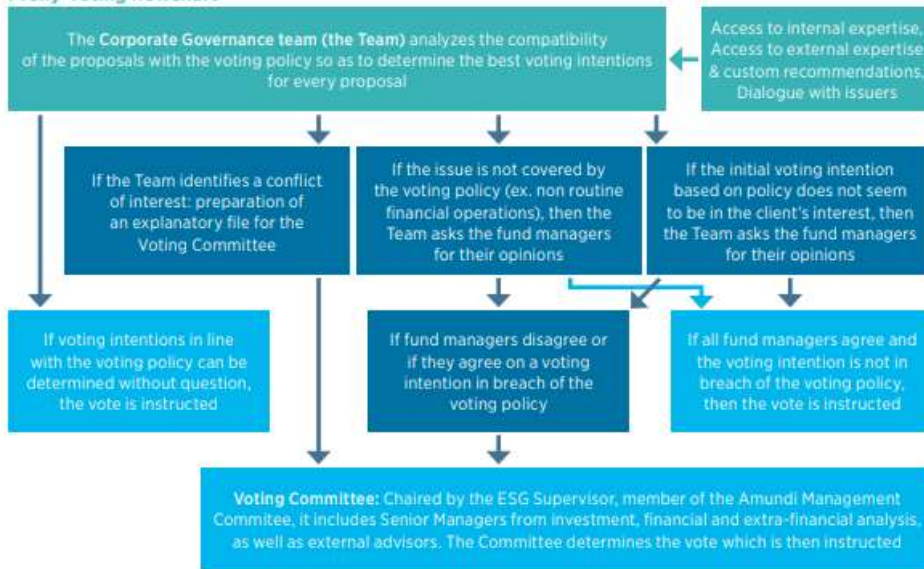 The Corporate Governance team (the Team) analyzes the compatibility
of the proposals with the voting policy so as to determine the best voting intentions
for every proposal
Access to internal expertise,
Access to external expertise
& custom recommendations,
Dialogue with issuers
If the Team identifies a conflict
of interest: preparation of
an explanatory file for the
Voting Committee
If the issue is not covered by
the voting policy (ex. non routine
financial operations), then the
Team asks the fund managers
for their opinions
If the initial voting intention
based on policy does not seem
to be in the client's interest, then
the Team asks the fund managers
for their opinions
If voting intentions in line
with the voting policy can be
determined without question,
the vote is instructed
If fund managers disagree or
if they agree on a voting
intention in breach of the
voting policy
If all fund managers agree and
the voting intention is not in
breach of the voting policy,
then the vote is instructed
Voting Committee: Chaired by the ESG Supervisor, member of the Amundi Management
Commitee, it includes Senior Managers from investment, financial and extra-financial analysis,
as well as external advisors. The Committee determines the vote which is then instructed